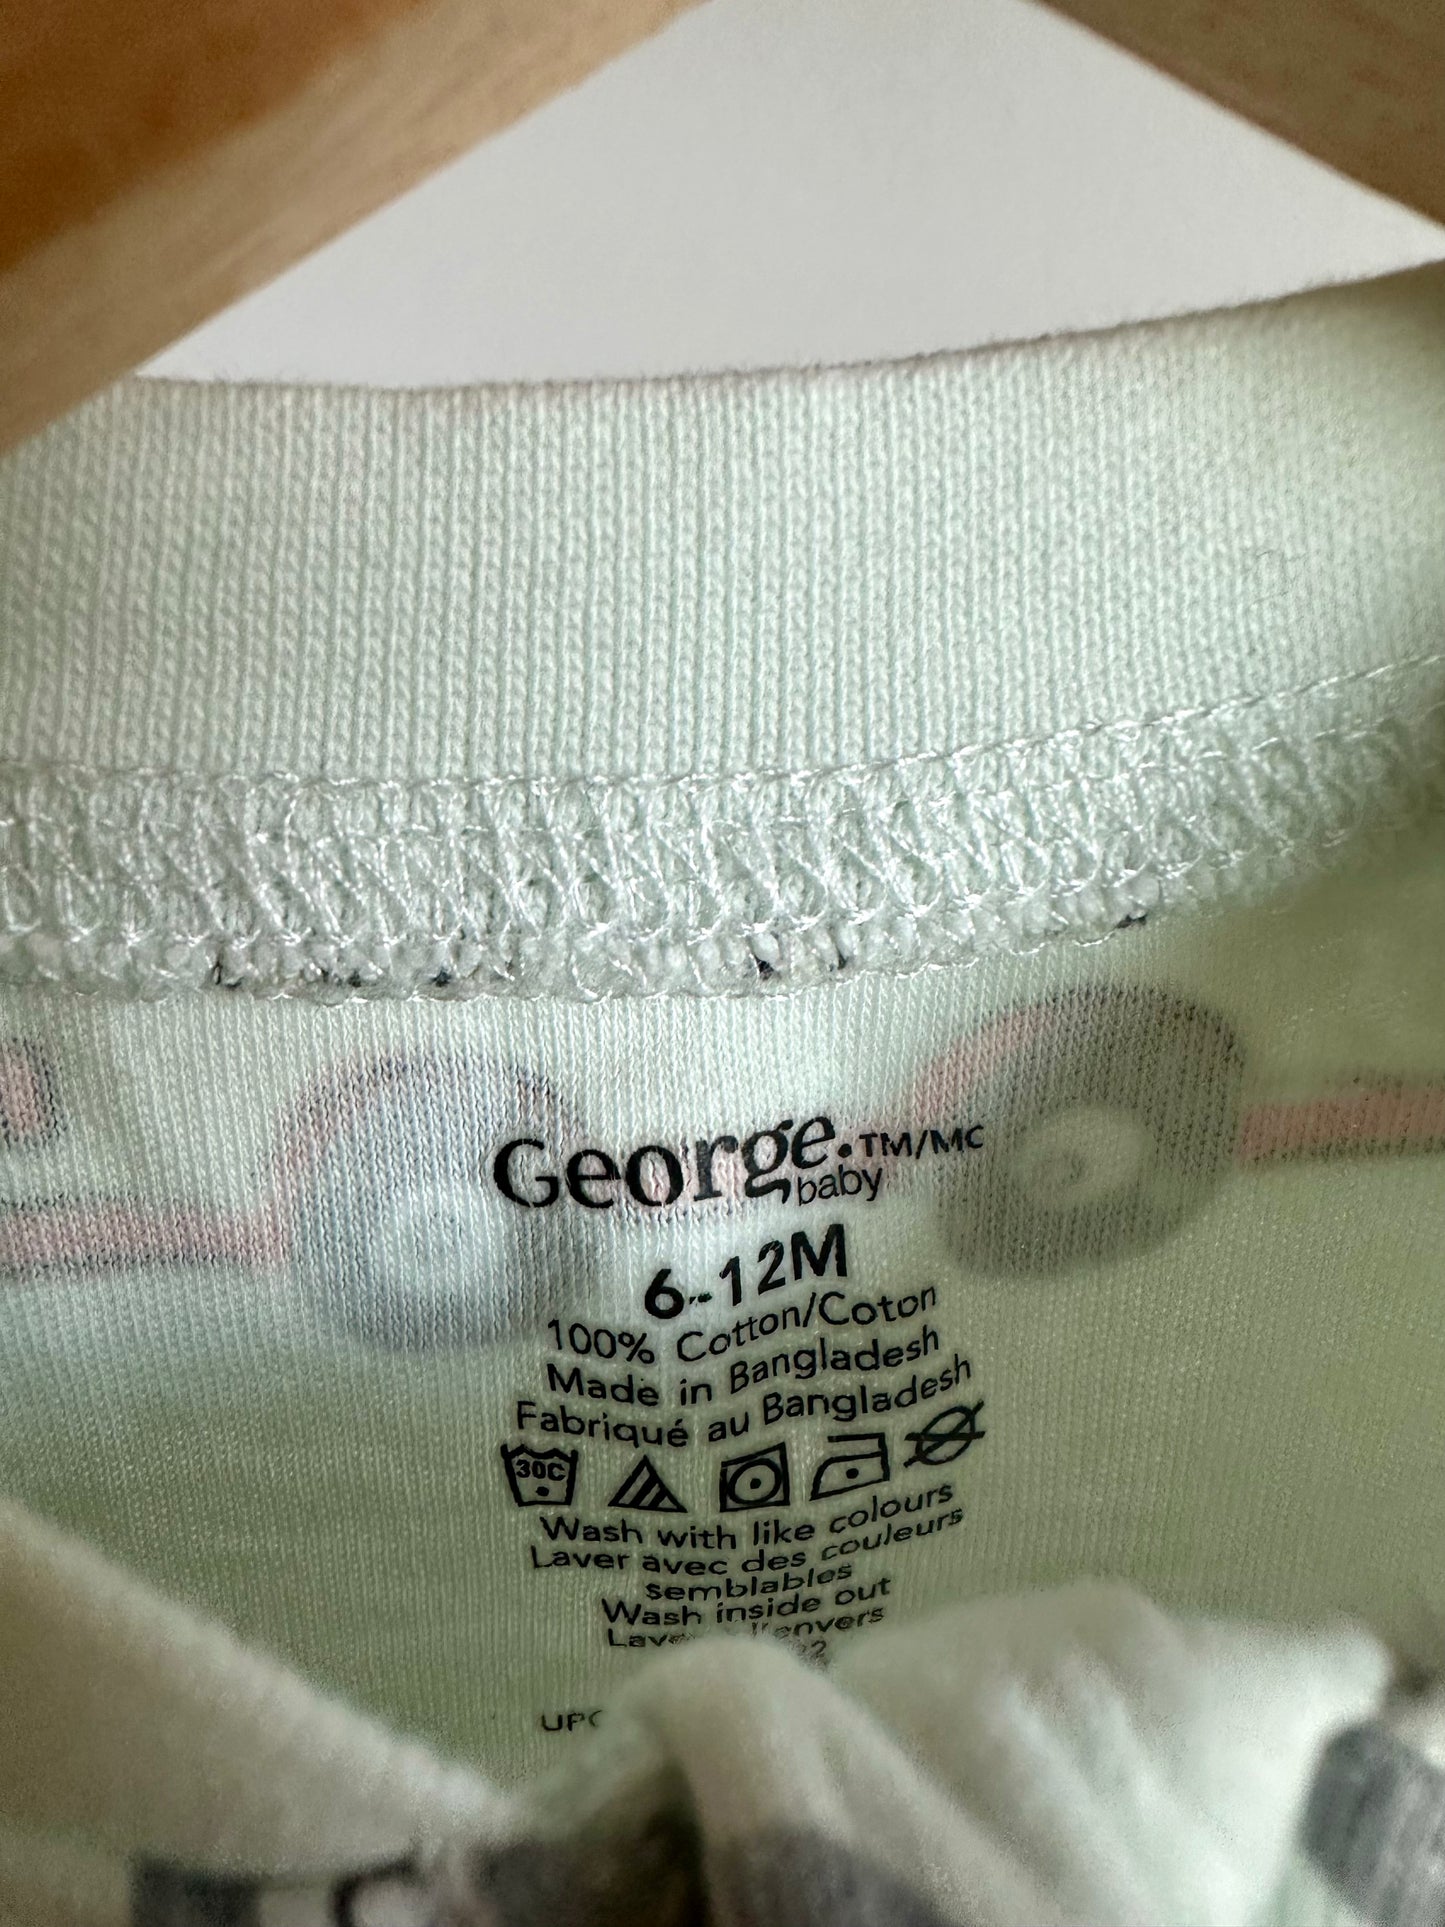 George.TM/MC
baby
6-12M
100% Cotton/Coton
Made in Bangladesh
Fabriqué au Bangladesh
30C
Wash with like colours
Laver avec des couleurs
semblables
Wash inside out
l'envers